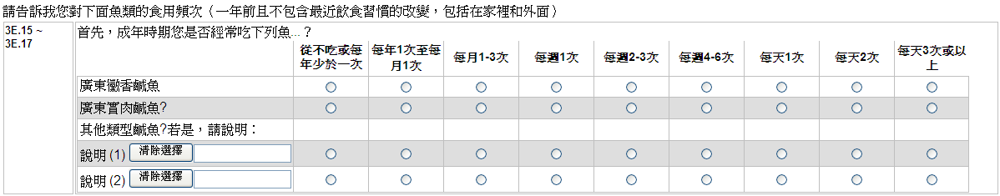 請告訴我您對下面魚類的食用頻次（一年前且不包含最近飲食習慣的改變，包括在家裡和外面）
3E.15 ~
3E.17
首先，成年時期您是否經常吃下列魚...？
從不吃或每年少於一次
每年1次至每月1次
每月1-3次
每週1次
每週2-3次
每週4-6次
每天1次
每天2次
每天3次或以上
廣東黴香鹹魚
廣東實肉鹹魚?
其他類型鹹魚?若是，請說明：
說明 (1) 清除選擇
說明 (2) 清除選擇